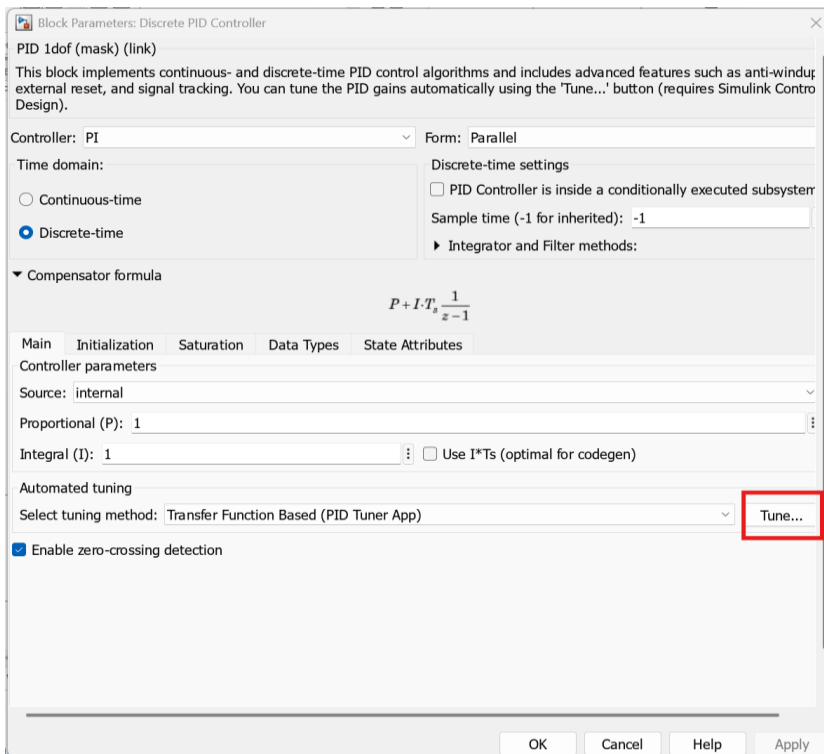 Block Parameters: Discrete PID Controller
PID 1dof (mask) (link)
This block implements continuous- and discrete-time PID control algorithms and includes advanced features such as anti-windup
external reset, and signal tracking. You can tune the PID gains automatically using the 'Tune...' button (requires Simulink Contro
Design).
Controller: PI
Form: Parallel
Time domain:
Continuous-time
Discrete-time
Discrete-time settings
PID Controller is inside a conditionally executed subsystem
Sample time (-1 for inherited): -1
Integrator and Filter methods:
Compensator formula
P+I·Ts 1/(z−1)
Main Initialization Saturation Data Types State Attributes
Controller parameters
Source: internal
Proportional (P): 1
Integral (I): 1 Use I*Ts (optimal for codegen)
Automated tuning
Select tuning method: Transfer Function Based (PID Tuner App) Tune...
Enable zero-crossing detection
OK Cancel Help Apply